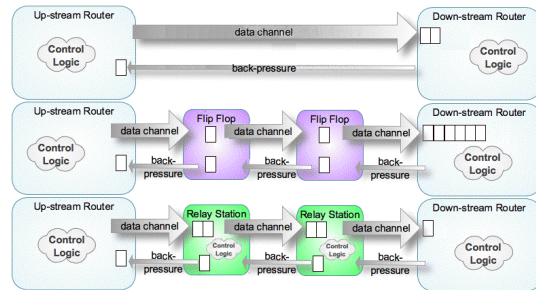 Up-stream Router
Down-stream Router
data channel
Control
Logic
Control
Logic
back-pressure
Up-stream Router
Flip Flop
Flip Flop
Down-stream Router
data channel
data channel
data channel
Control
Logic
back-
pressure
back-
pressure
back-
pressure
Control
Logic
Up-stream Router
Relay Station
Relay Station
Down-stream Router
data channel
data channel
data channel
Control
Logic
Control
Logic
Control
Logic
Control
Logic
back-
pressure
back-
pressure
back-
pressure